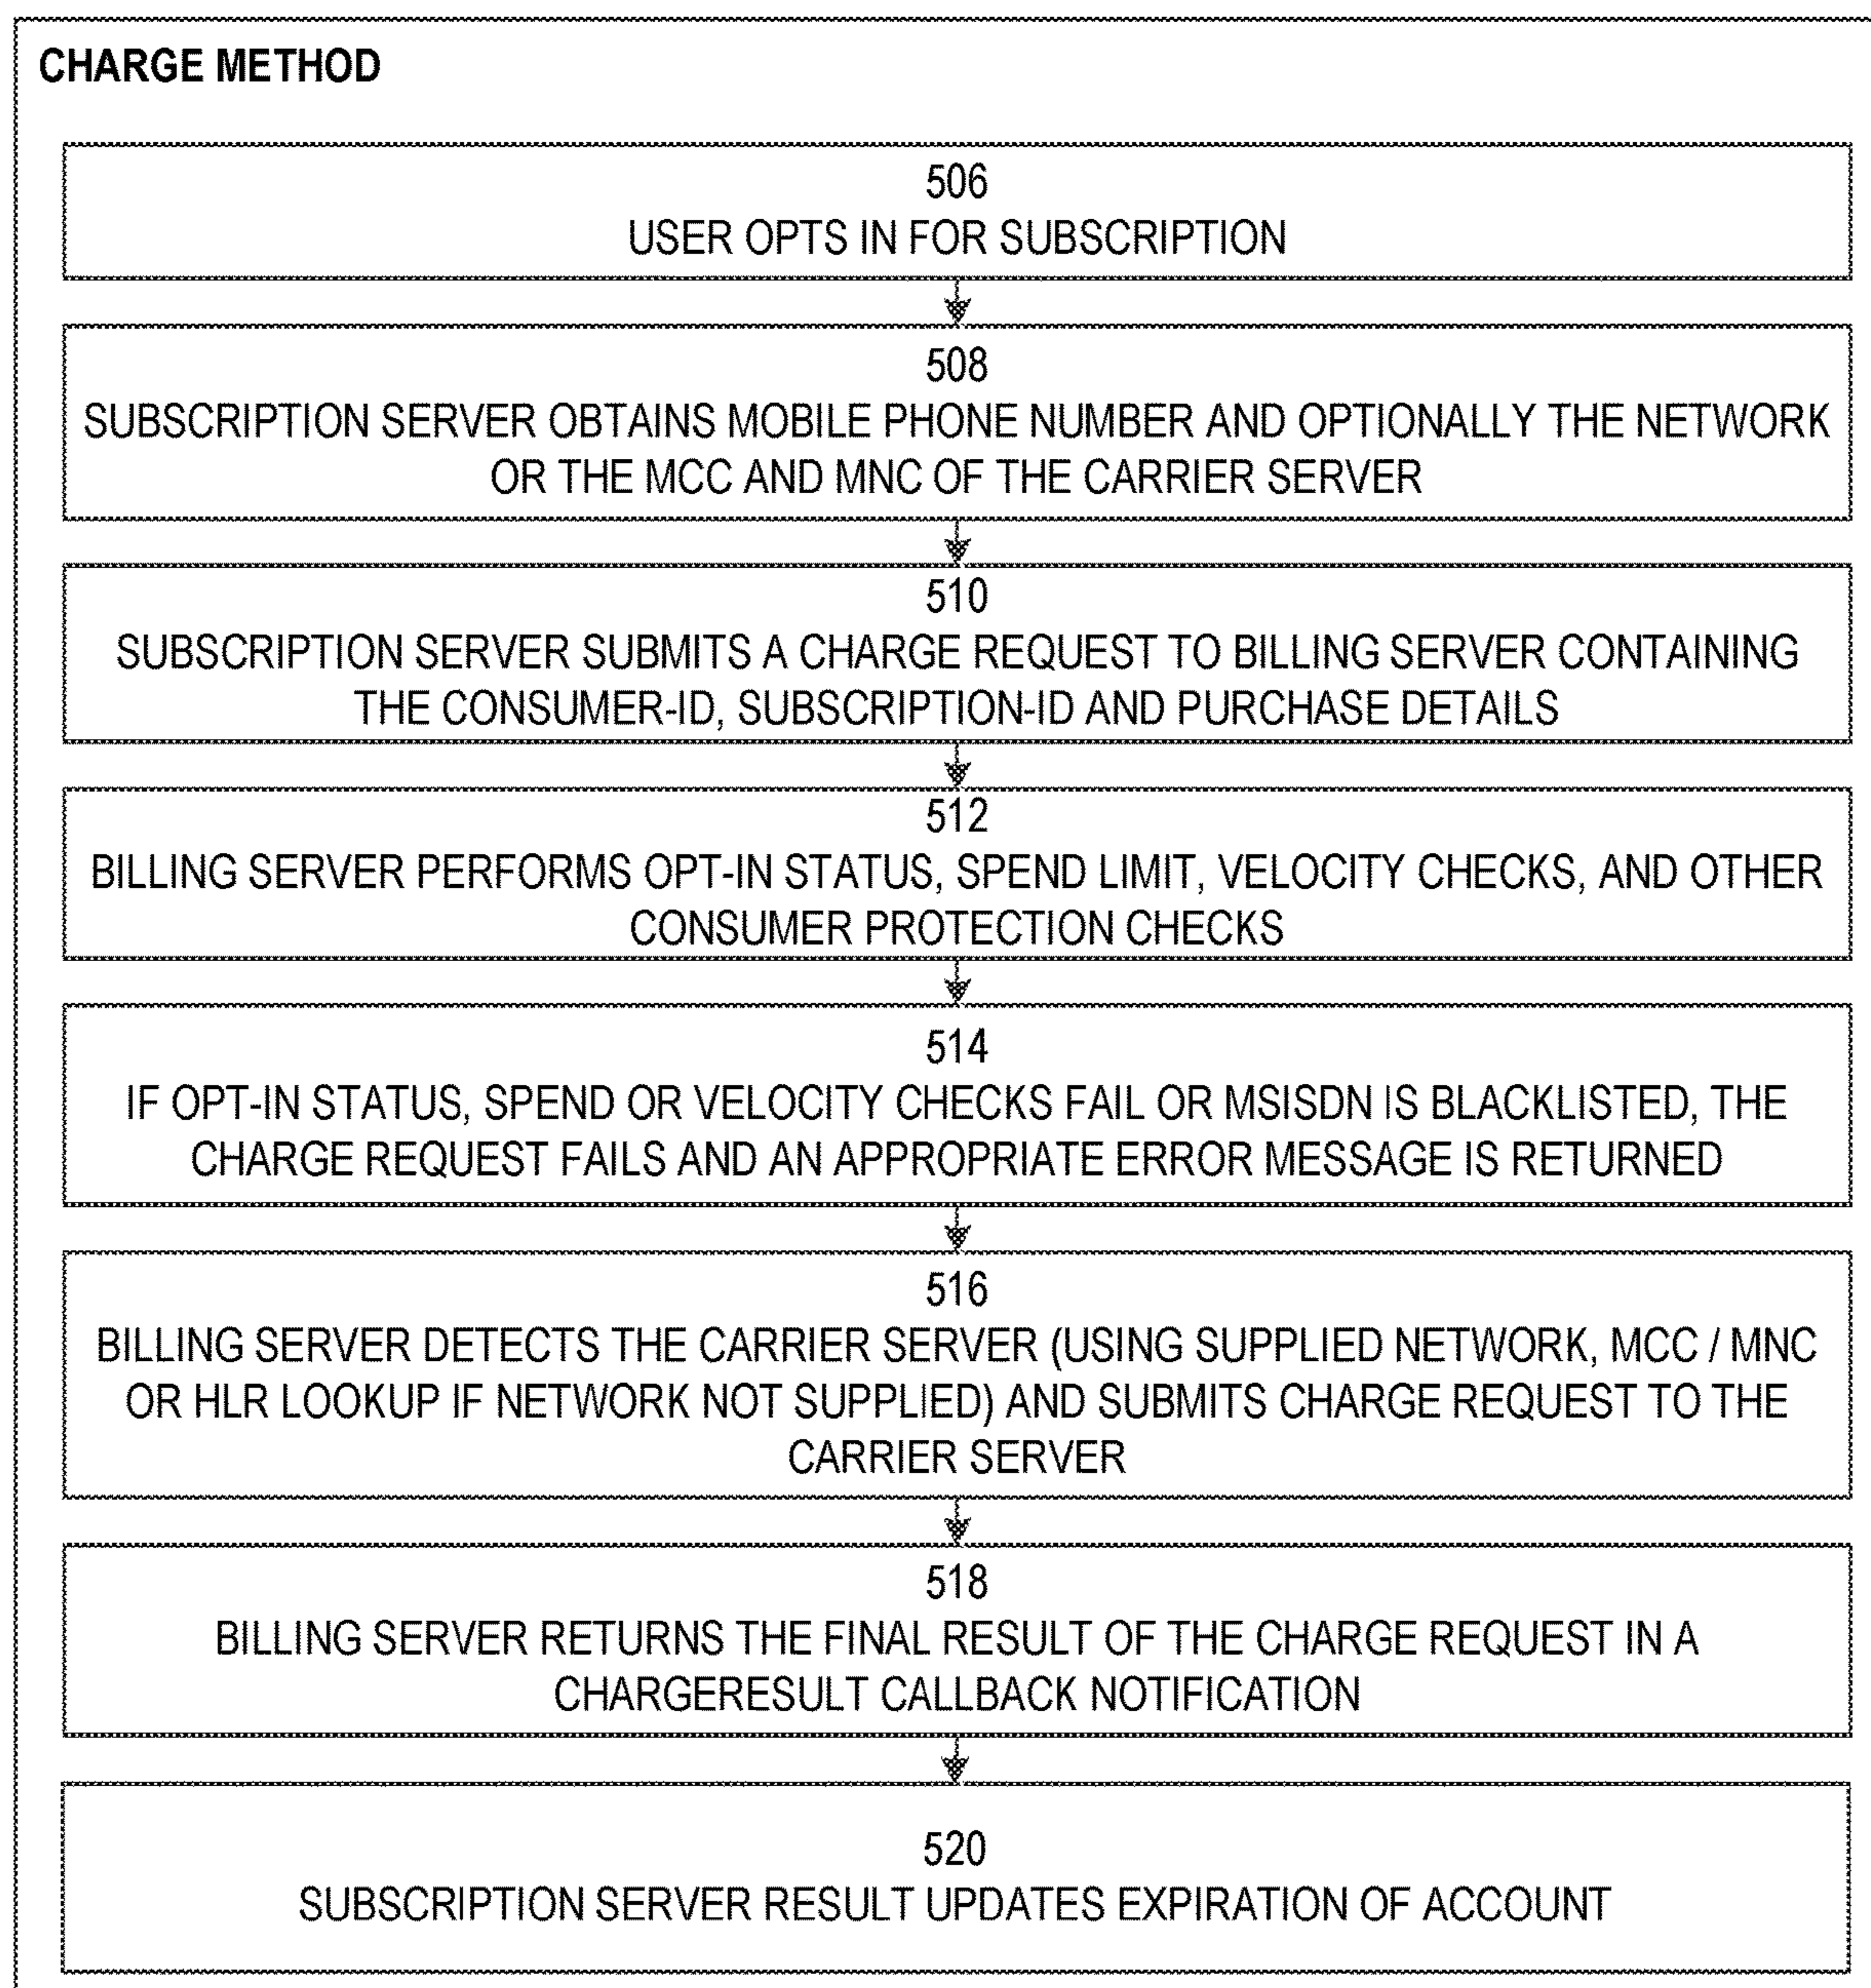 CHARGE METHOD
506
USER OPTS IN FOR SUBSCRIPTION
508
SUBSCRIPTION SERVER OBTAINS MOBILE PHONE NUMBER AND OPTIONALLY THE NETWORK
OR THE MCC AND MNC OF THE CARRIER SERVER
510
SUBSCRIPTION SERVER SUBMITS A CHARGE REQUEST TO BILLING SERVER CONTAINING
THE CONSUMER-ID, SUBSCRIPTION-ID AND PURCHASE DETAILS
512
BILLING SERVER PERFORMS OPT-IN STATUS, SPEND LIMIT, VELOCITY CHECKS, AND OTHER
CONSUMER PROTECTION CHECKS
514
IF OPT-IN STATUS, SPEND OR VELOCITY CHECKS FAIL OR MSISDN IS BLACKLISTED, THE
CHARGE REQUEST FAILS AND AN APPROPRIATE ERROR MESSAGE IS RETURNED
516
BILLING SERVER DETECTS THE CARRIER SERVER (USING SUPPLIED NETWORK, MCC / MNC
OR HLR LOOKUP IF NETWORK NOT SUPPLIED) AND SUBMITS CHARGE REQUEST TO THE
CARRIER SERVER
518
BILLING SERVER RETURNS THE FINAL RESULT OF THE CHARGE REQUEST IN A
CHARGERESULT CALLBACK NOTIFICATION
520
SUBSCRIPTION SERVER RESULT UPDATES EXPIRATION OF ACCOUNT